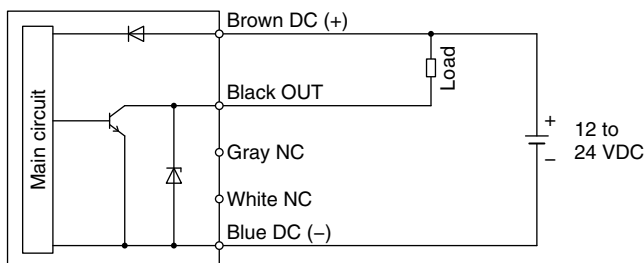 Brown DC (+)
Main circuit
Load
Black OUT
Gray NC
White NC
Blue DC (−)
+
−
12 to
24 VDC